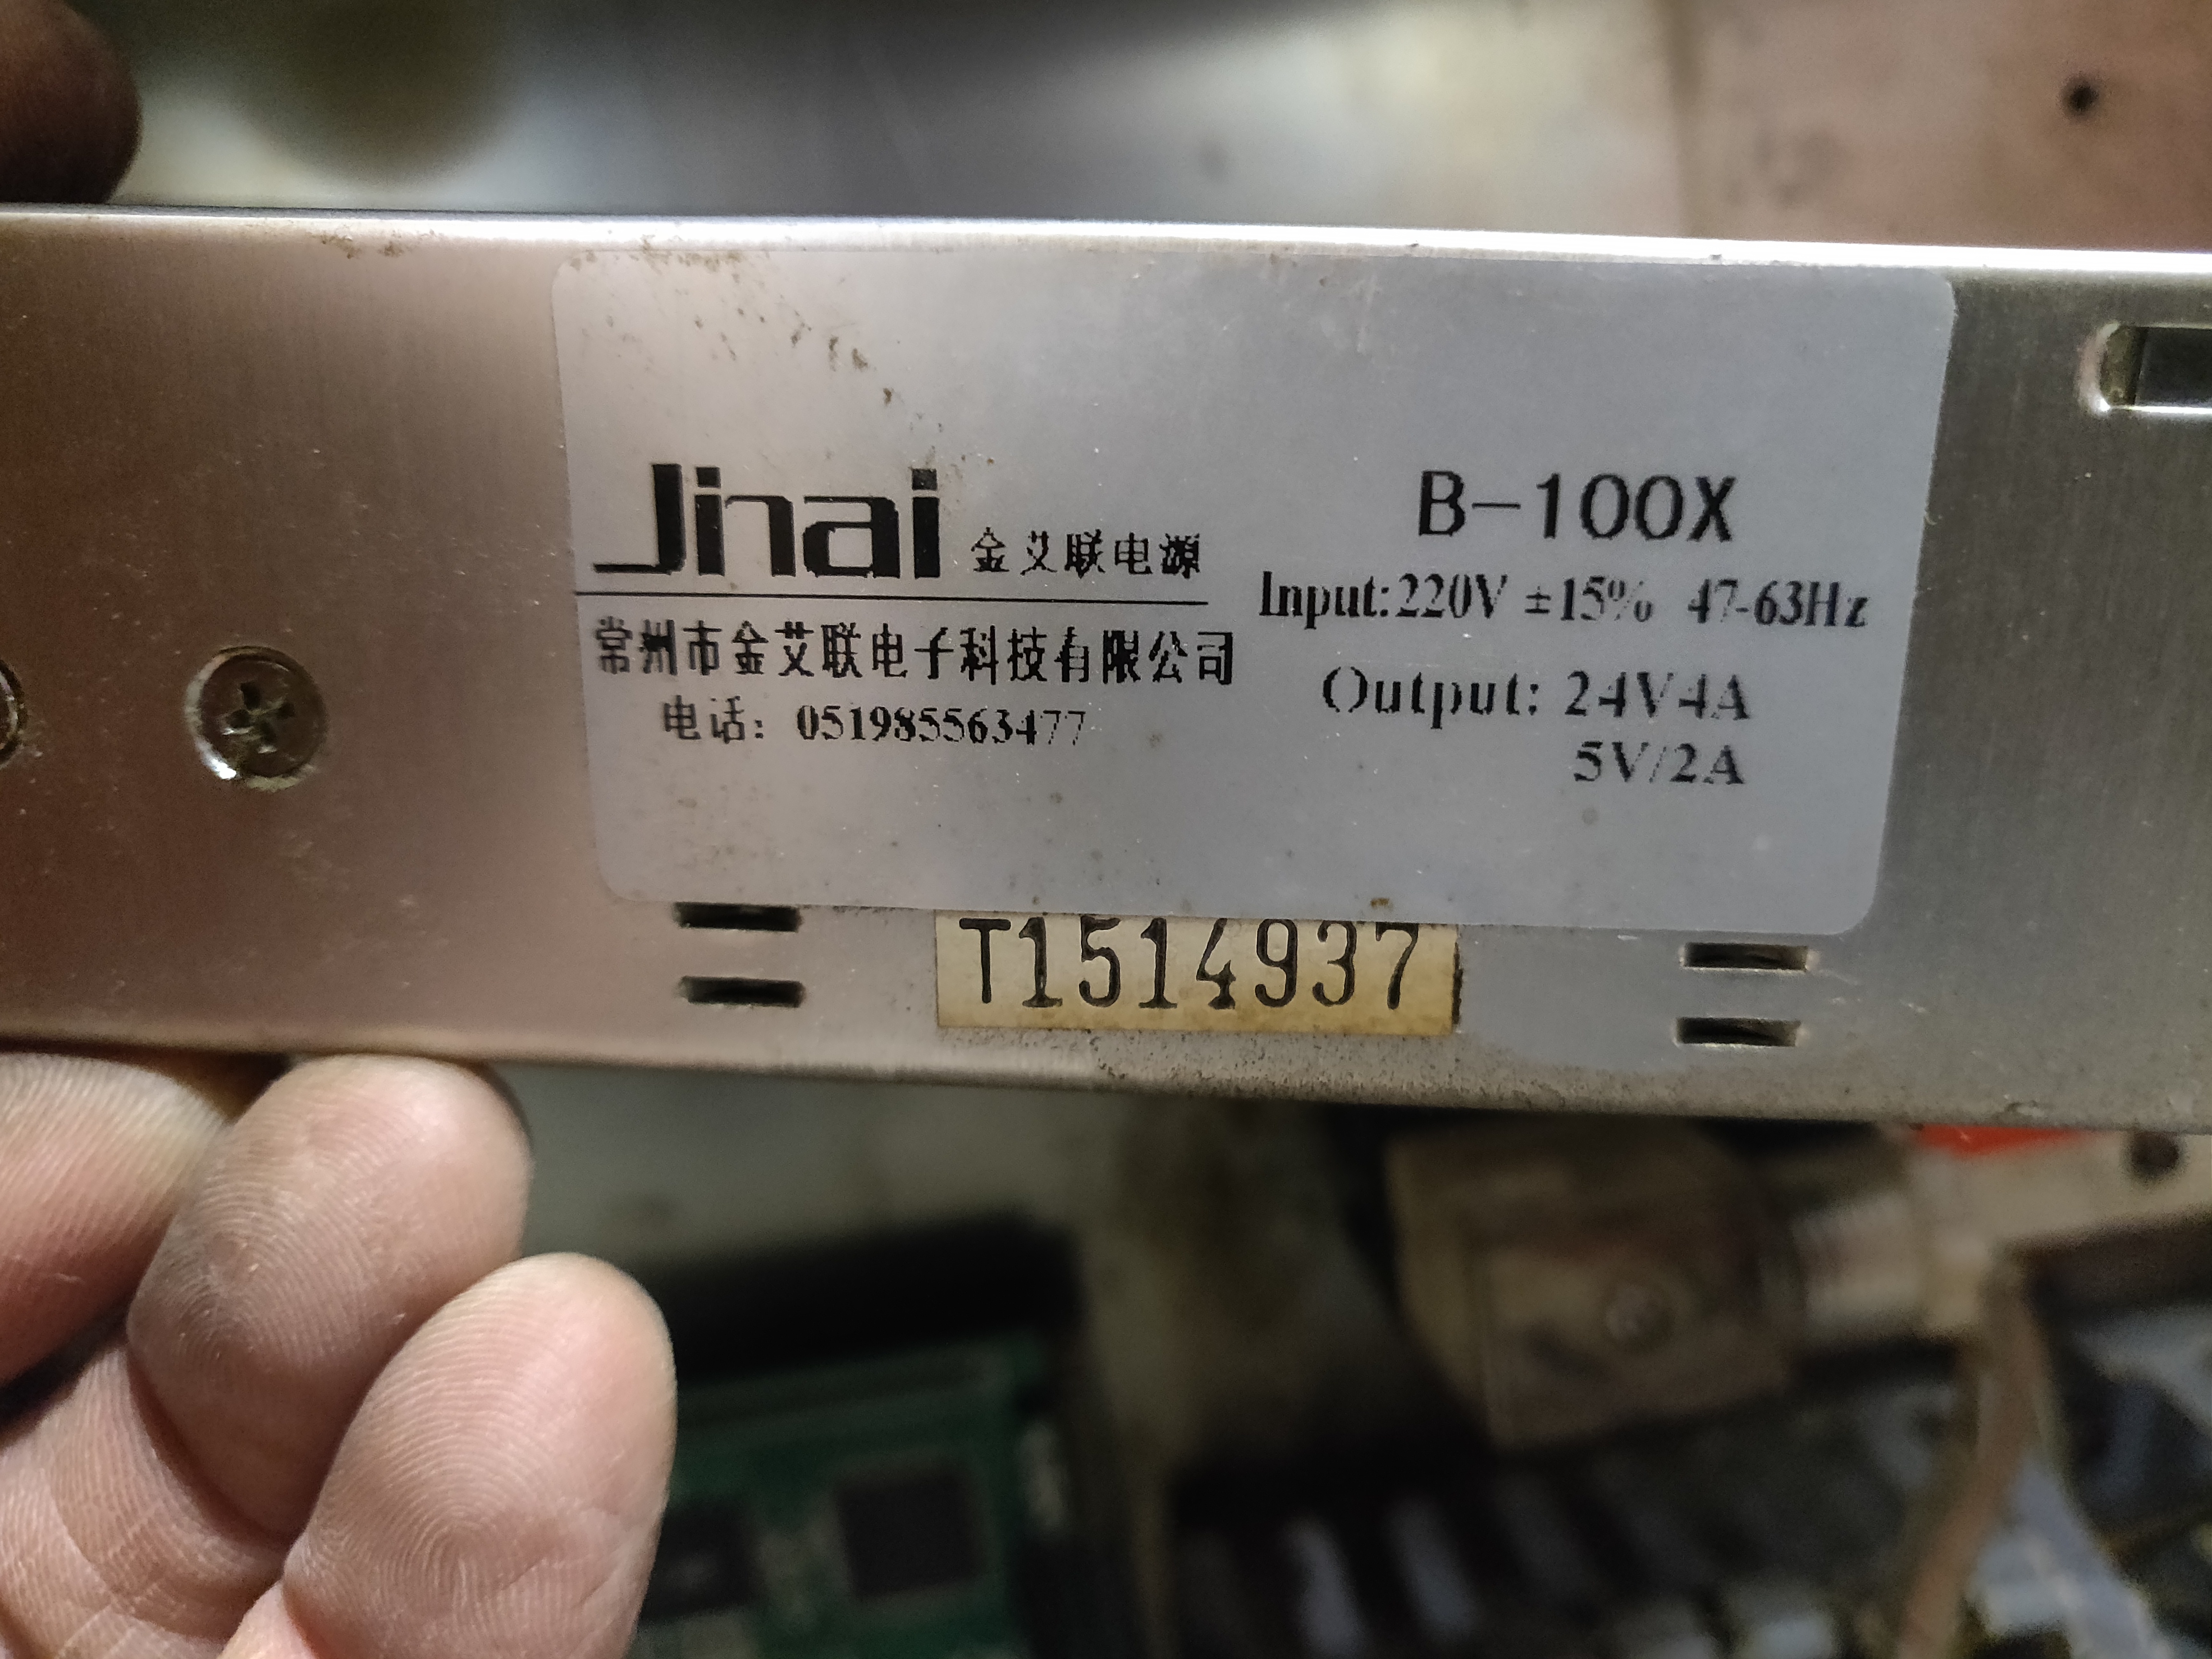 Jinai 金艾联电源
常州市金艾联电子科技有限公司
电话：051985563477
B-100X
Input:220V ±15% 47-63Hz
Output: 24V4A
5V/2A
T1514937